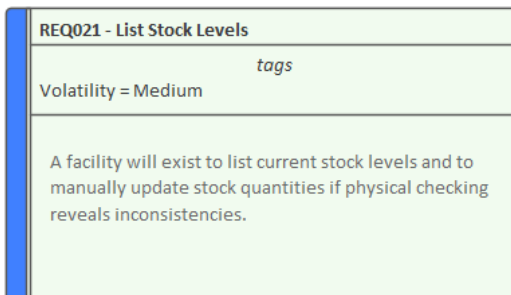 REQ021 - List Stock Levels
tags
Volatility = Medium
A facility will exist to list current stock levels and to
manually update stock quantities if physical checking
reveals inconsistencies.